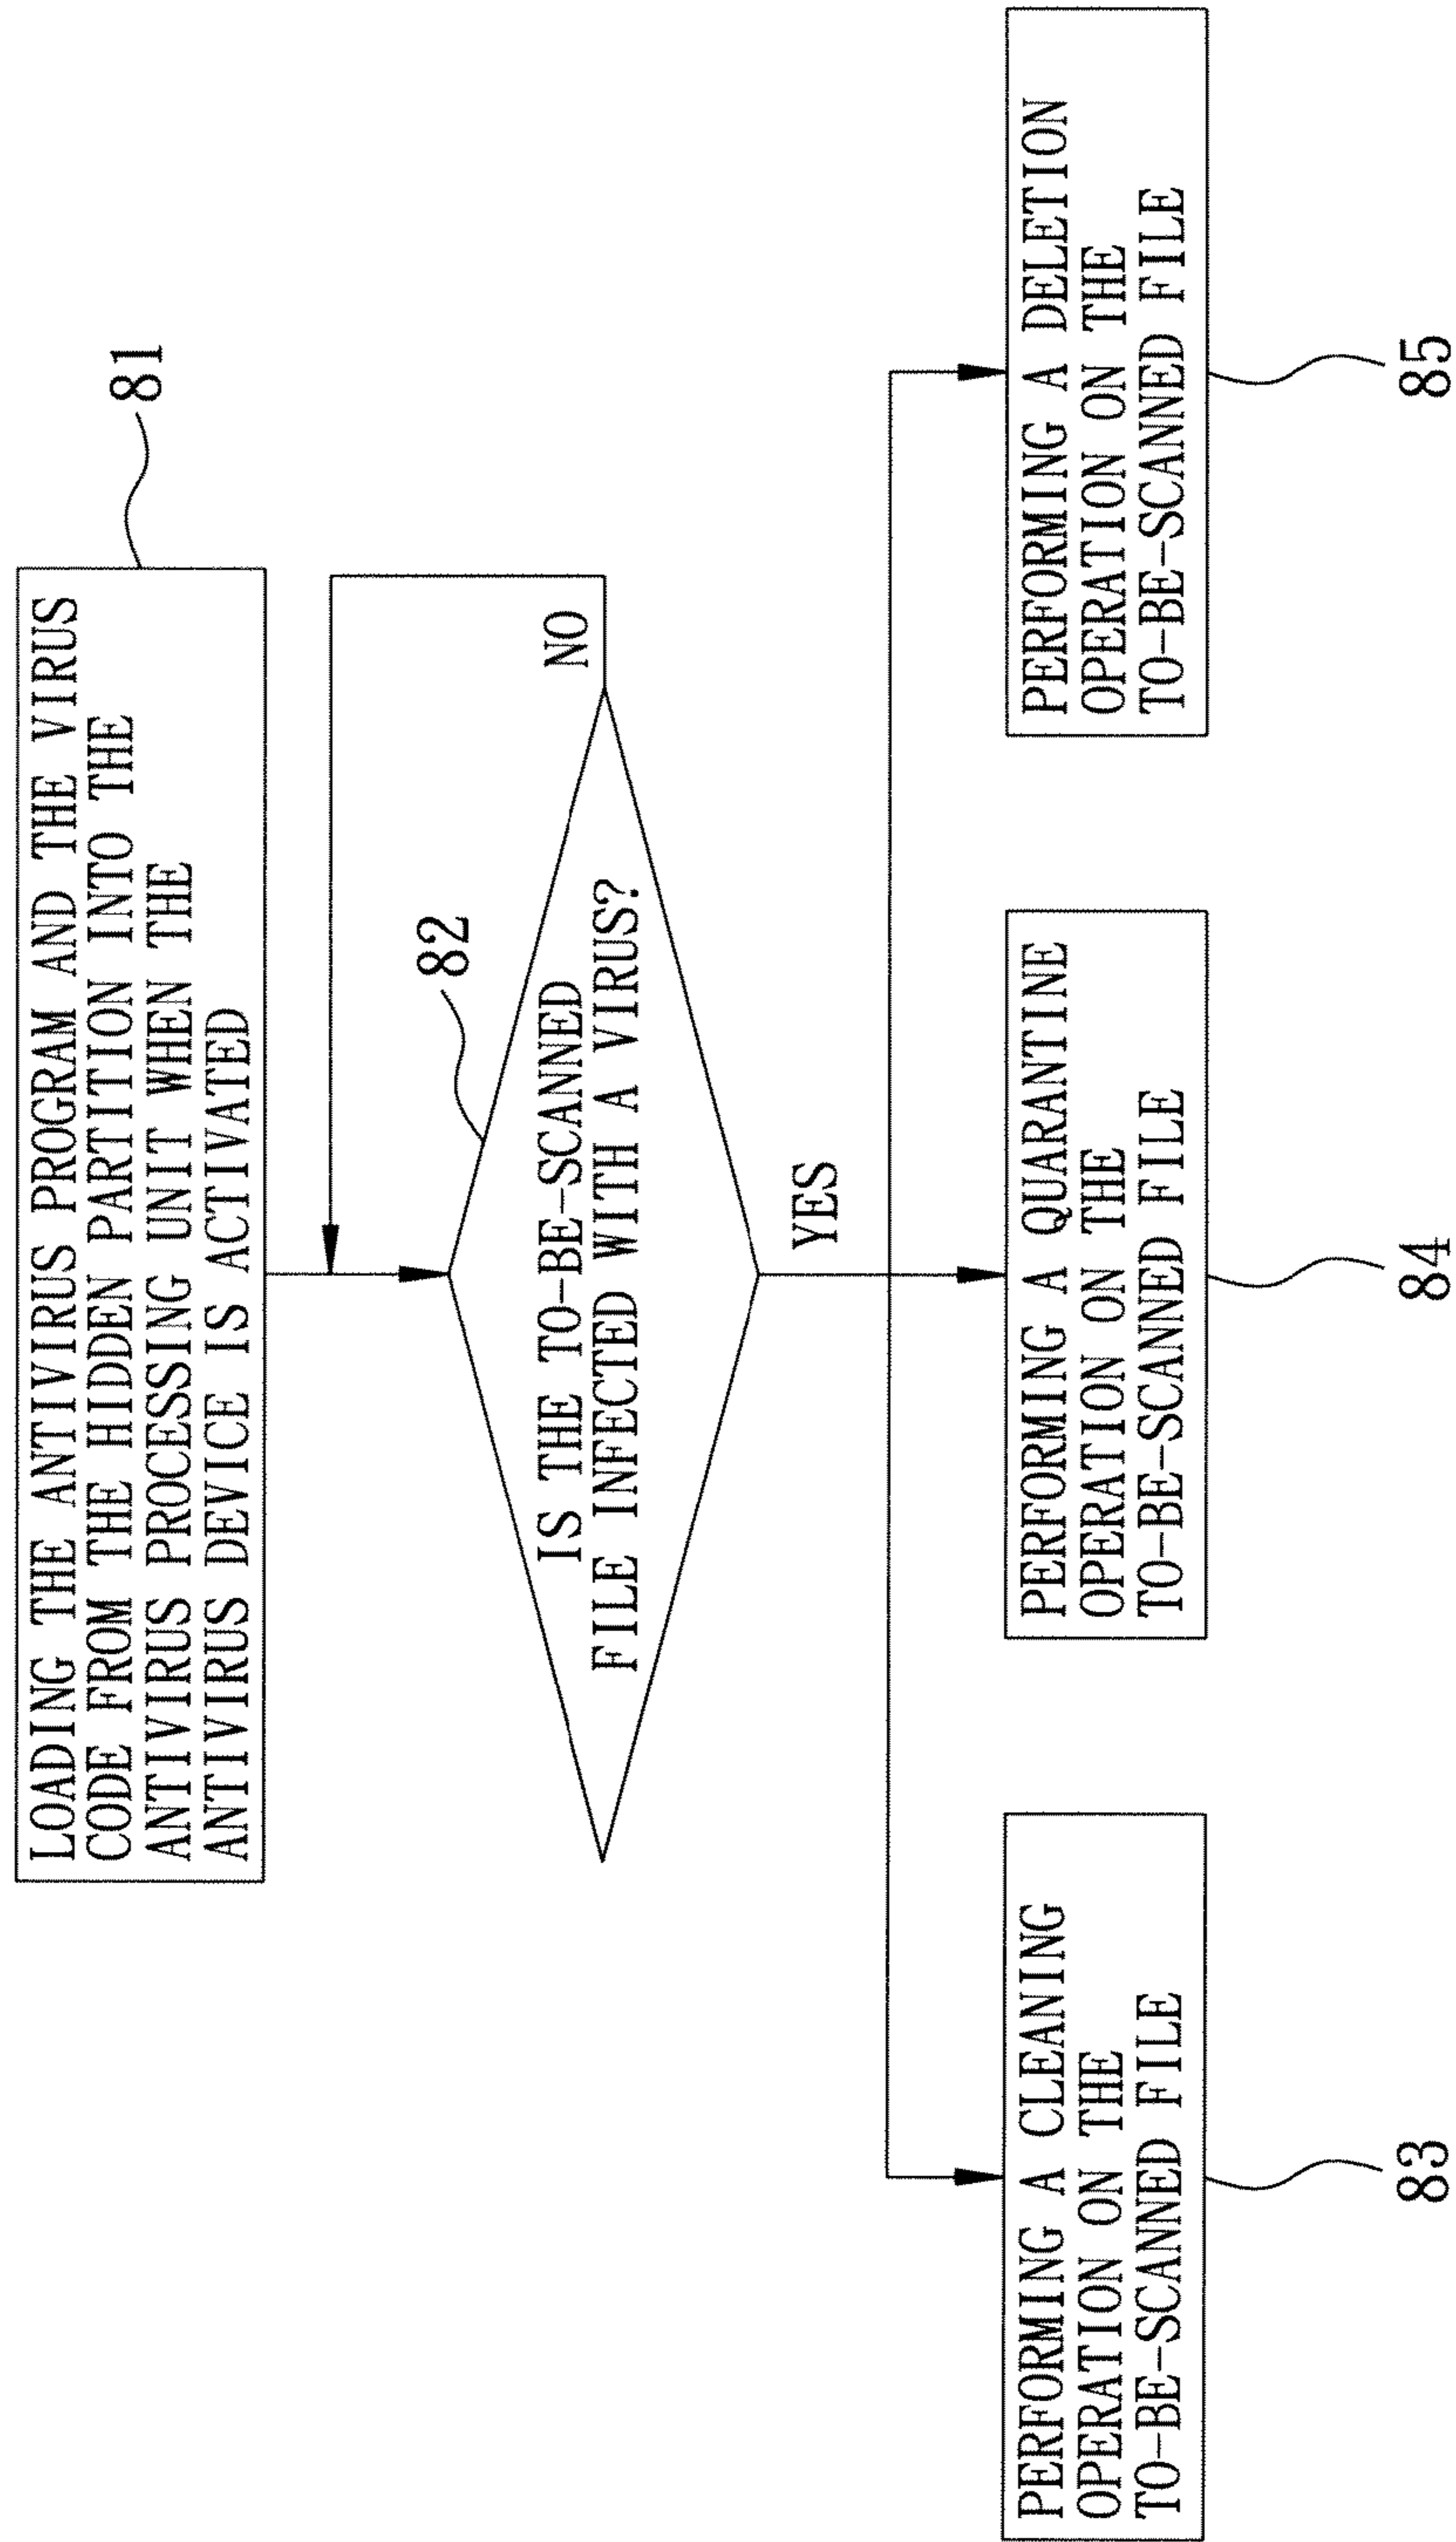 LOADING THE ANTIVIRUS PROGRAM AND THE VIRUS
CODE FROM THE HIDDEN PARTITION INTO THE
ANTIVIRUS PROCESSING UNIT WHEN THE
ANTIVIRUS DEVICE IS ACTIVATED
81
82
IS THE TO-BE-SCANNED
FILE INFECTED WITH A VIRUS?
NO
YES
PERFORMING A CLEANING
OPERATION ON THE
TO-BE-SCANNED FILE
83
PERFORMING A QUARANTINE
OPERATION ON THE
TO-BE-SCANNED FILE
84
PERFORMING A DELETION
OPERATION ON THE
TO-BE-SCANNED FILE
85